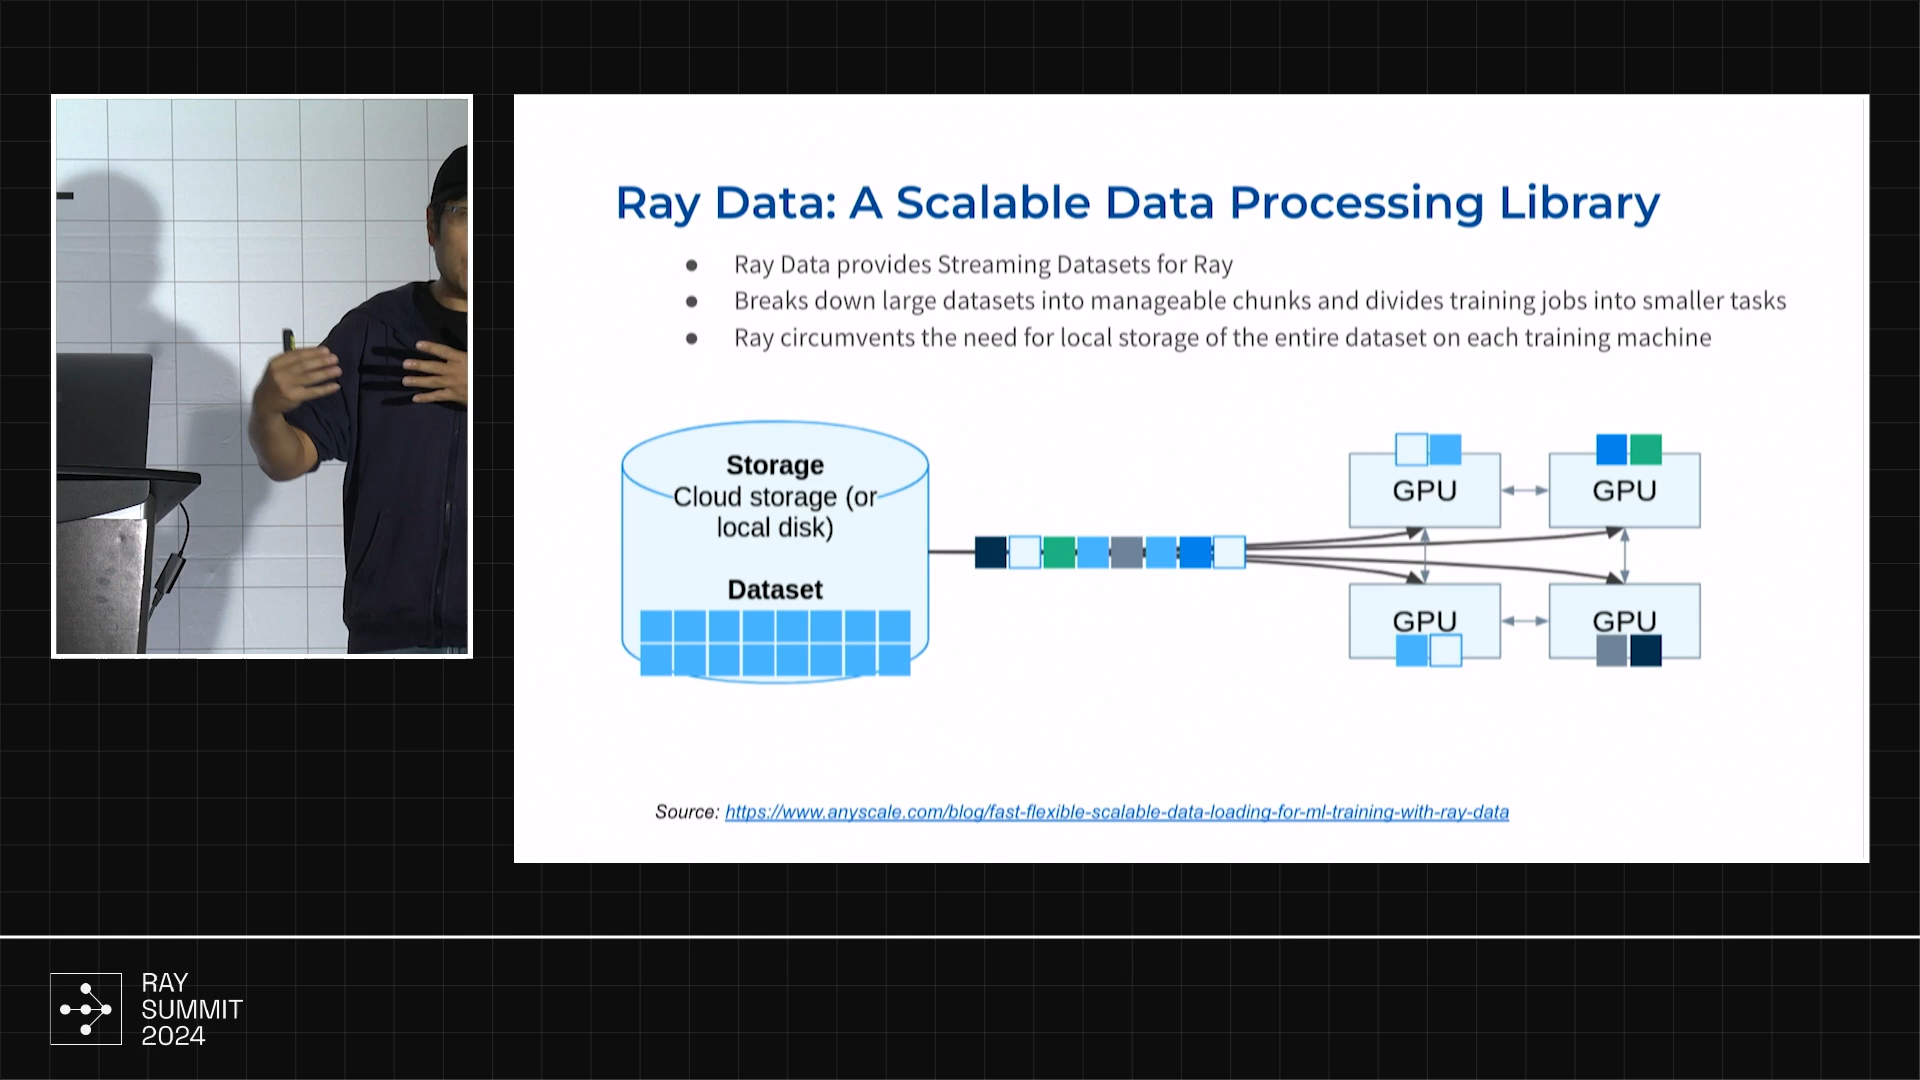 Ray Data: A Scalable Data Processing Library
● Ray Data provides Streaming Datasets for Ray
● Breaks down large datasets into manageable chunks and divides training jobs into smaller tasks
● Ray circumvents the need for local storage of the entire dataset on each training machine
Storage
Cloud storage (or
local disk)
Dataset
GPU
GPU
GPU
GPU
Source: https://www.anyscale.com/blog/fast-flexible-scalable-data-loading-for-ml-training-with-ray-data
RAY
SUMMIT
2024